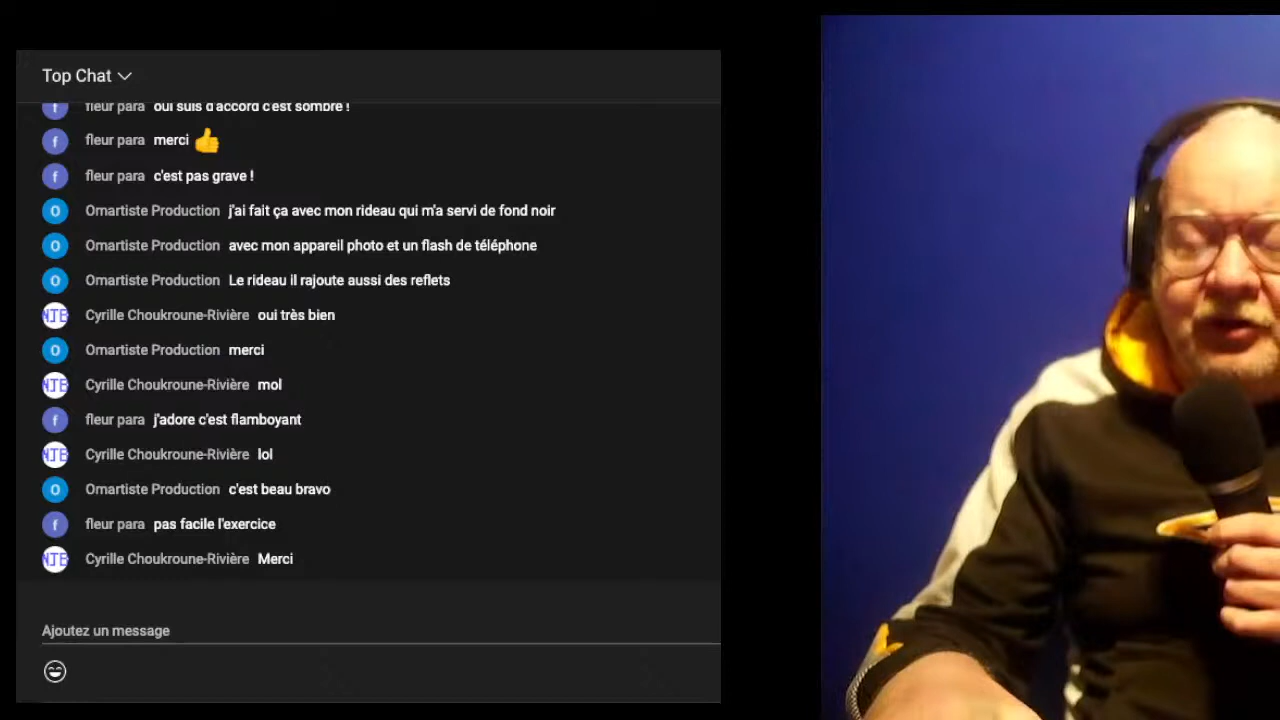 Top Chat
fleur para oui suis d'accord c'est sombre !
fleur para merci
fleur para c'est pas grave !
Omartiste Production j'ai fait ça avec mon rideau qui m'a servi de fond noir
Omartiste Production avec mon appareil photo et un flash de téléphone
Omartiste Production Le rideau il rajoute aussi des reflets
Cyrille Choukroune-Rivière oui très bien
Omartiste Production merci
Cyrille Choukroune-Rivière mol
fleur para j'adore c'est flamboyant
Cyrille Choukroune-Rivière lol
Omartiste Production c'est beau bravo
fleur para pas facile l'exercice
Cyrille Choukroune-Rivière Merci
Ajoutez un message